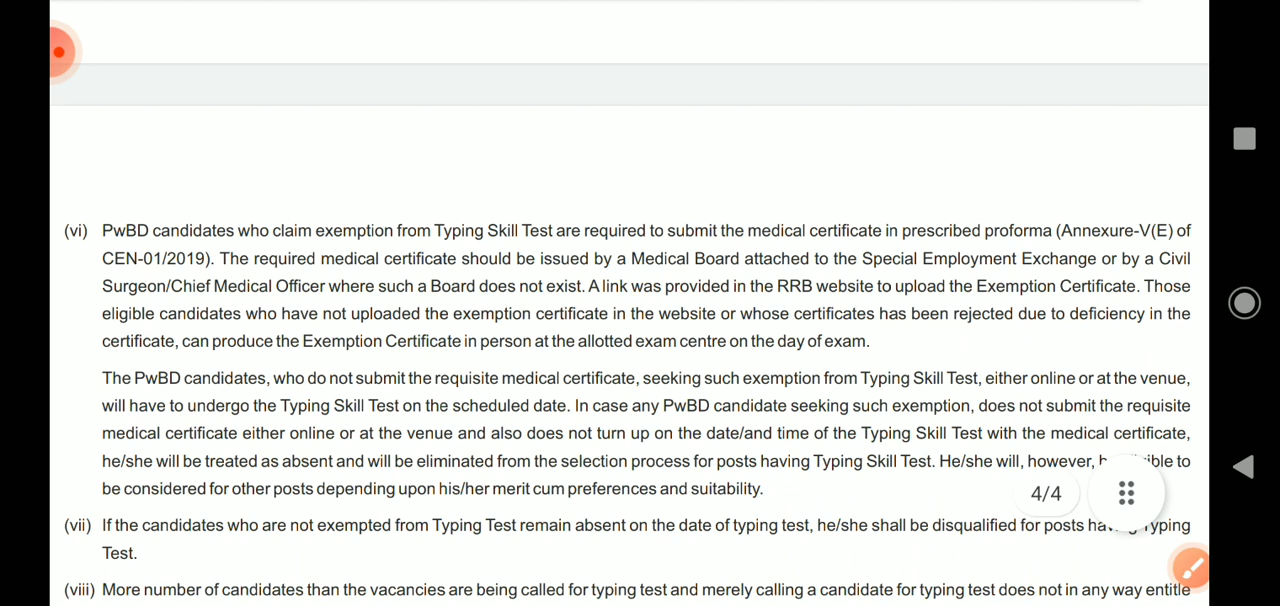 (vi) PwBD candidates who claim exemption from Typing Skill Test are required to submit the medical certificate in prescribed proforma (Annexure-V(E) of
CEN-01/2019). The required medical certificate should be issued by a Medical Board attached to the Special Employment Exchange or by a Civil
Surgeon/Chief Medical Officer where such a Board does not exist. A link was provided in the RRB website to upload the Exemption Certificate. Those
eligible candidates who have not uploaded the exemption certificate in the website or whose certificates has been rejected due to deficiency in the
certificate, can produce the Exemption Certificate in person at the allotted exam centre on the day of exam.
The PwBD candidates, who do not submit the requisite medical certificate, seeking such exemption from Typing Skill Test, either online or at the venue,
will have to undergo the Typing Skill Test on the scheduled date. In case any PwBD candidate seeking such exemption, does not submit the requisite
medical certificate either online or at the venue and also does not turn up on the date/and time of the Typing Skill Test with the medical certificate,
he/she will be treated as absent and will be eliminated from the selection process for posts having Typing Skill Test. He/she will, however, to
be considered for other posts depending upon his/her merit cum preferences and suitability.
4/4
(vii) If the candidates who are not exempted from Typing Test remain absent on the date of typing test, he/she shall be disqualified for posts Typing
Test.
(viii) More number of candidates than the vacancies are being called for typing test and merely calling a candidate for typing test does not in any way entitle